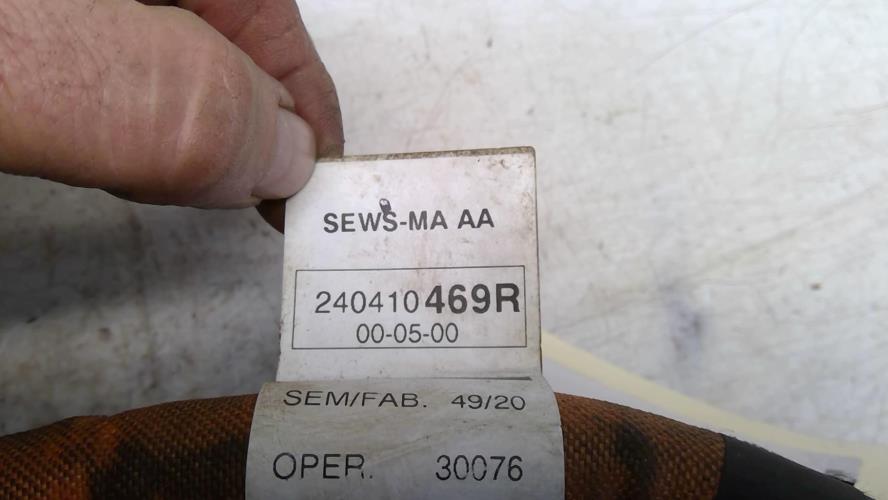 SEWS-MA AA
240410469R
00-05-00
SEM/FAB. 49/20
OPER. 30076